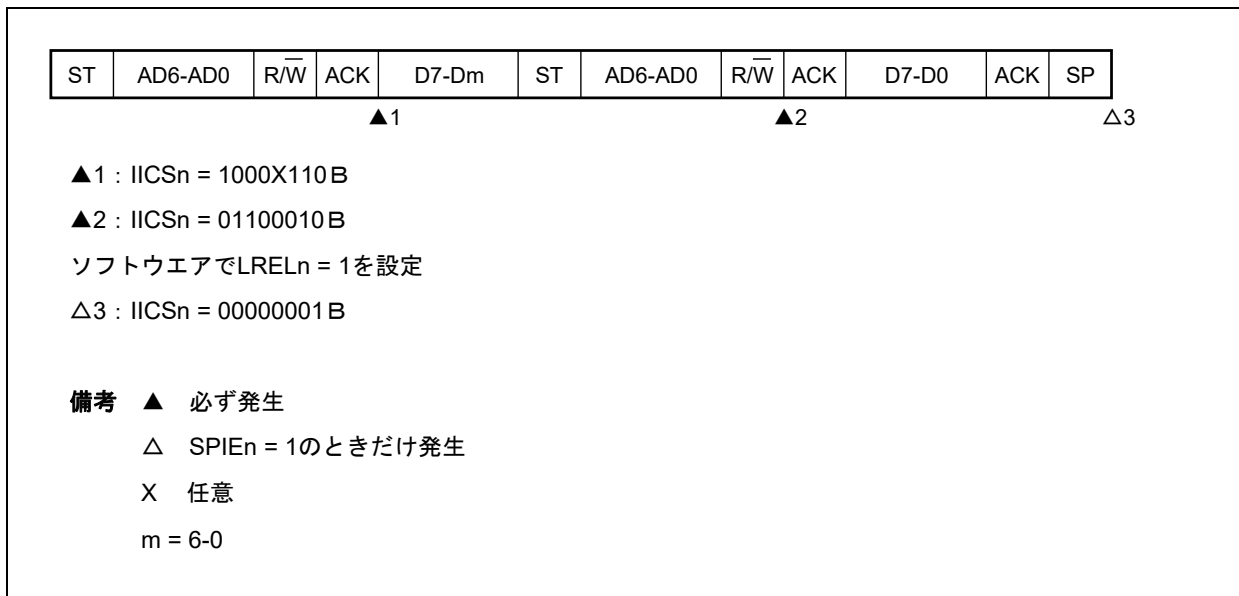 ST AD6-AD0 R/W̅ ACK D7-Dm ST AD6-AD0 R/W̅ ACK D7-D0 ACK SP
▲1 ▲2 △3
▲1:IICSn = 1000X110B
▲2:IICSn = 01100010B
ソフトウエアでLRELn = 1を設定
△3:IICSn = 00000001B
備考 ▲ 必ず発生
△ SPIEn = 1のときだけ発生
X 任意
m = 6-0